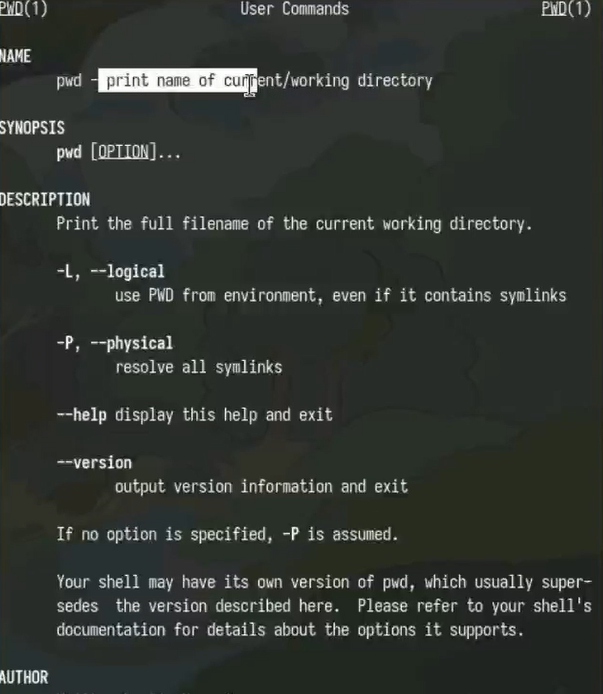 PWD(1) User Commands PWD(1)
NAME
pwd - print name of current/working directory
SYNOPSIS
pwd [OPTION]...
DESCRIPTION
Print the full filename of the current working directory.
-L, --logical
use PWD from environment, even if it contains symlinks
-P, --physical
resolve all symlinks
--help display this help and exit
--version
output version information and exit
If no option is specified, -P is assumed.
Your shell may have its own version of pwd, which usually super-
sedes the version described here. Please refer to your shell's
documentation for details about the options it supports.
AUTHOR